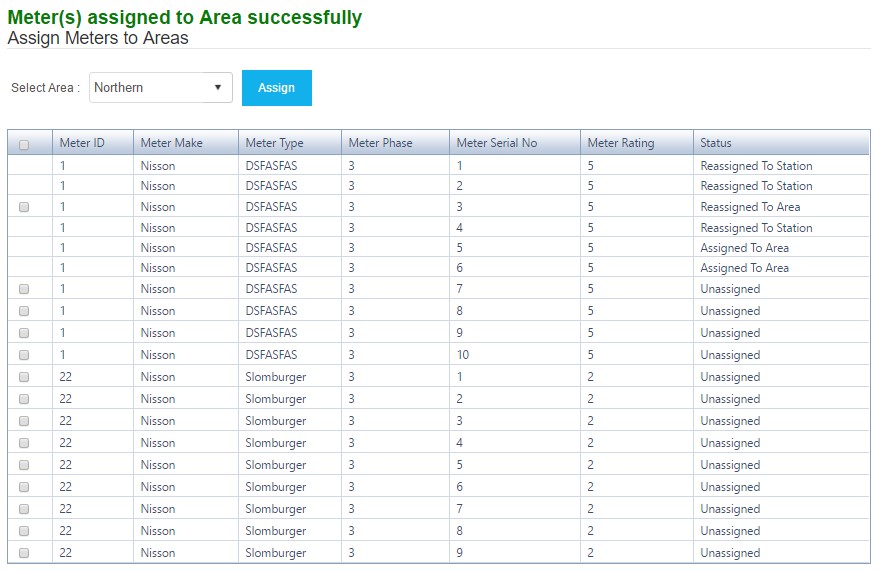 Meter(s) assigned to Area successfully
Assign Meters to Areas
Select Area : Northern Assign
Meter ID Meter Make Meter Type Meter Phase Meter Serial No Meter Rating Status
1 Nisson DSFASFAS 3 1 5 Reassigned To Station
1 Nisson DSFASFAS 3 2 5 Reassigned To Station
1 Nisson DSFASFAS 3 3 5 Reassigned To Area
1 Nisson DSFASFAS 3 4 5 Reassigned To Station
1 Nisson DSFASFAS 3 5 5 Assigned To Area
1 Nisson DSFASFAS 3 6 5 Assigned To Area
1 Nisson DSFASFAS 3 7 5 Unassigned
1 Nisson DSFASFAS 3 8 5 Unassigned
1 Nisson DSFASFAS 3 9 5 Unassigned
1 Nisson DSFASFAS 3 10 5 Unassigned
22 Nisson Slomburger 3 1 2 Unassigned
22 Nisson Slomburger 3 2 2 Unassigned
22 Nisson Slomburger 3 3 2 Unassigned
22 Nisson Slomburger 3 4 2 Unassigned
22 Nisson Slomburger 3 5 2 Unassigned
22 Nisson Slomburger 3 6 2 Unassigned
22 Nisson Slomburger 3 7 2 Unassigned
22 Nisson Slomburger 3 8 2 Unassigned
22 Nisson Slomburger 3 9 2 Unassigned